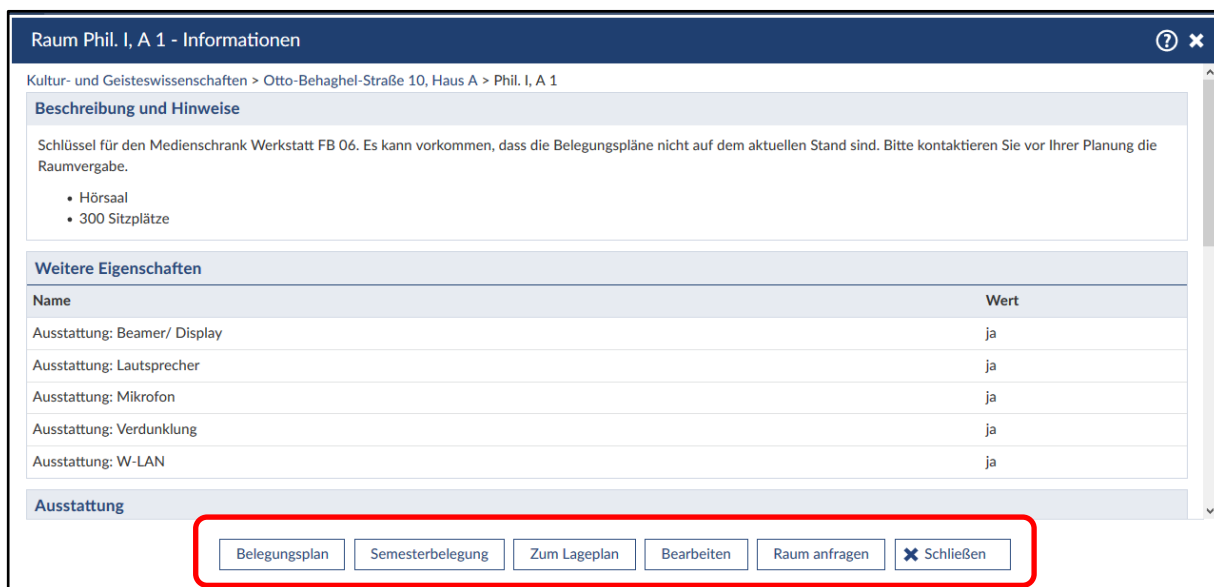 Raum Phil. I, A 1 - Informationen
Kultur- und Geisteswissenschaften > Otto-Behaghel-Straße 10, Haus A > Phil. I, A 1
Beschreibung und Hinweise
Schlüssel für den Medienschrank Werkstatt FB 06. Es kann vorkommen, dass die Belegungspläne nicht auf dem aktuellen Stand sind. Bitte kontaktieren Sie vor Ihrer Planung die
Raumvergabe.
• Hörsaal
• 300 Sitzplätze
Weitere Eigenschaften
Name Wert
Ausstattung: Beamer/ Display ja
Ausstattung: Lautsprecher ja
Ausstattung: Mikrofon ja
Ausstattung: Verdunklung ja
Ausstattung: W-LAN ja
Ausstattung
Belegungsplan Semesterbelegung Zum Lageplan Bearbeiten Raum anfragen Schließen